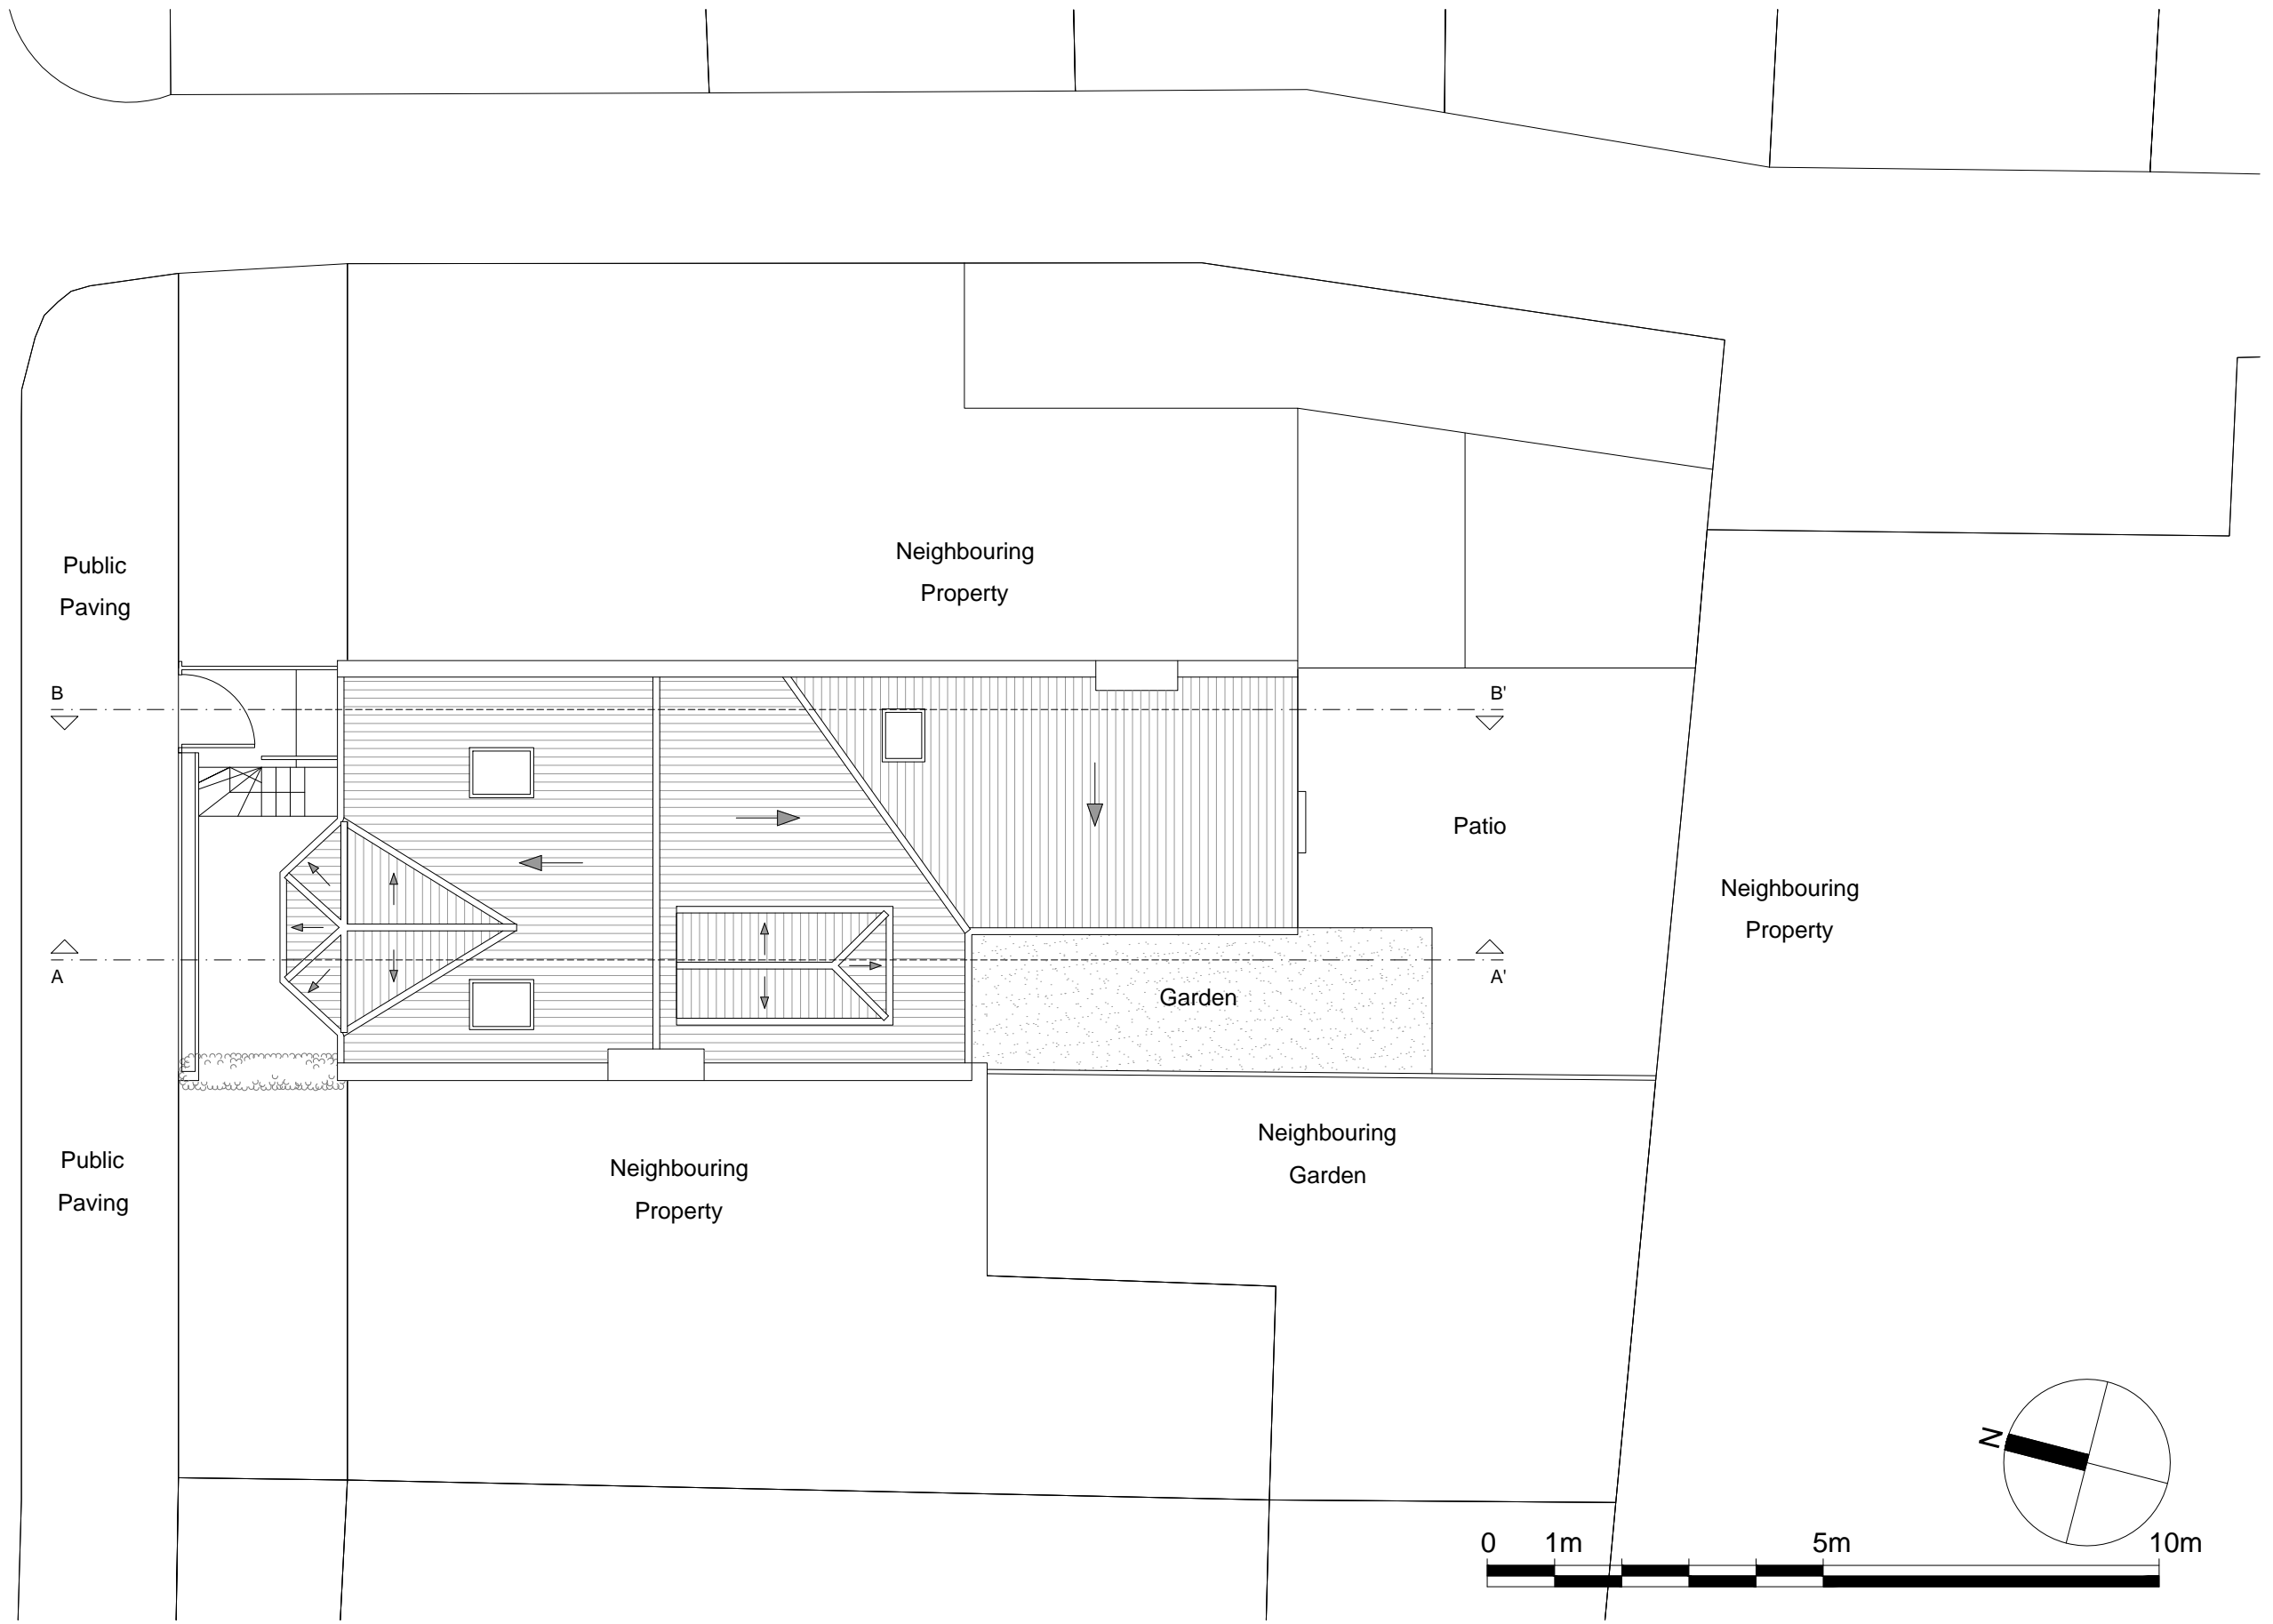 Public
Paving
Neighbouring
Property
B
B'
Patio
Neighbouring
Property
A
A'
Garden
Public
Paving
Neighbouring
Property
Neighbouring
Garden
N
0 1m 5m 10m